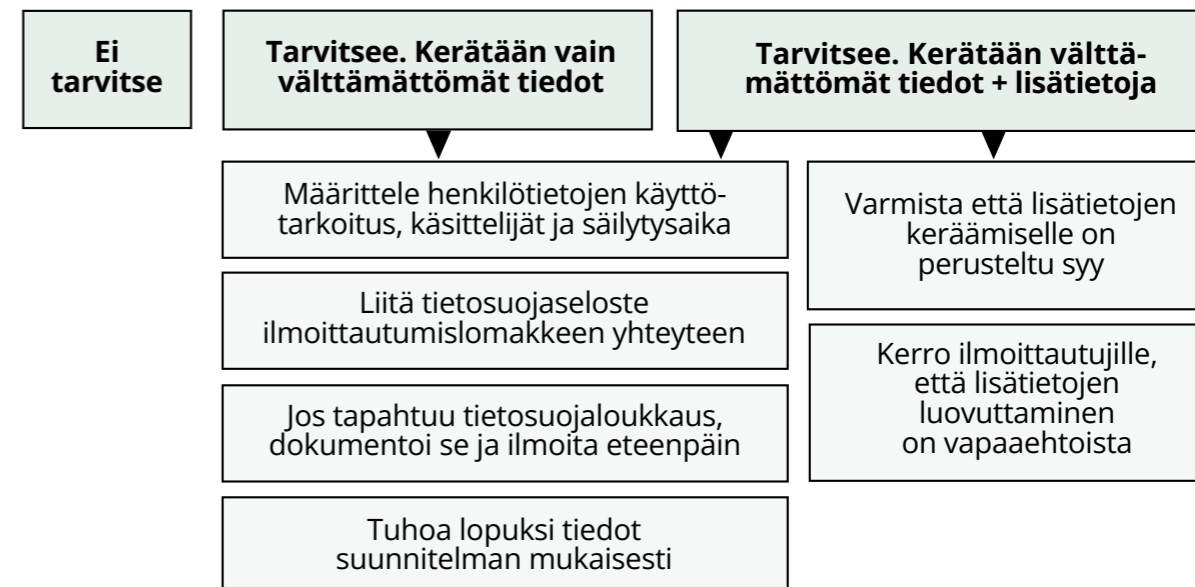 Ei
tarvitse
Tarvitsee. Kerätään vain
välttämättömät tiedot
Tarvitsee. Kerätään välttä-
mättömät tiedot + lisätietoja
Määrittele henkilötietojen käyttö-
tarkoitus, käsittelijät ja säilytysaika
Liitä tietosuojaseloste
ilmoittautumislomakkeen yhteyteen
Jos tapahtuu tietosuojaloukkaus,
dokumentoi se ja ilmoita eteenpäin
Tuhoa lopuksi tiedot
suunnitelman mukaisesti
Varmista että lisätietojen
keräämiselle on
perusteltu syy
Kerro ilmoittautujille,
että lisätietojen
luovuttaminen
on vapaaehtoista